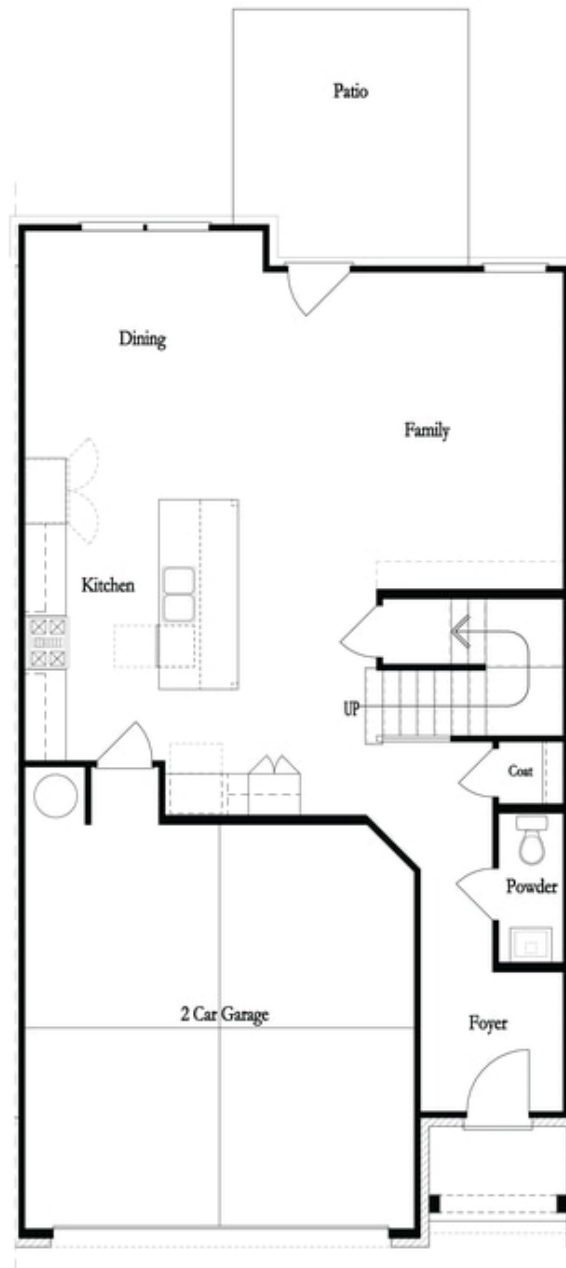 Patio
Dining
Family
Kitchen
UP
Coat
Powder
2 Car Garage
Foyer